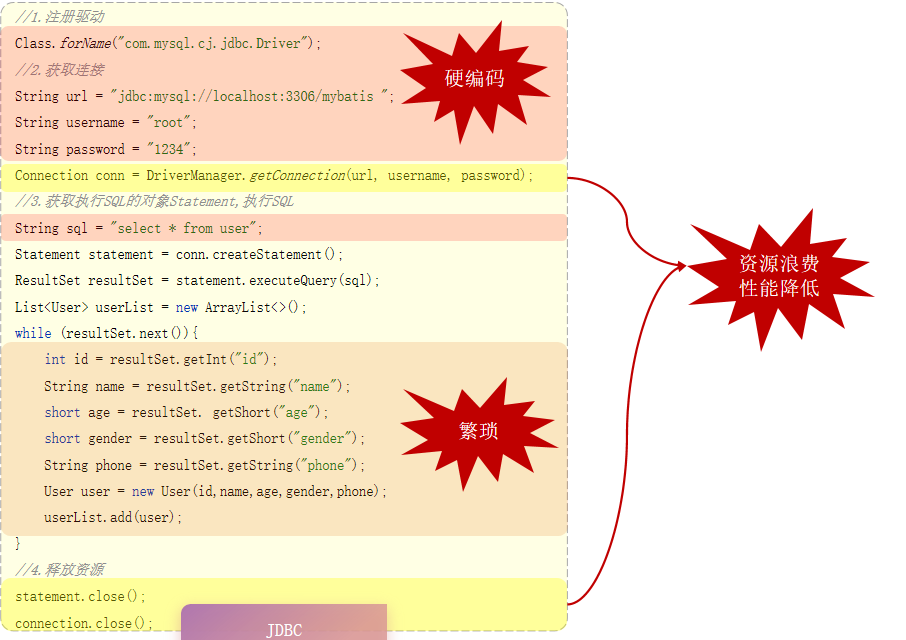 //1.注册驱动
Class.forName("com.mysql.cj.jdbc.Driver");
//2.获取连接
String url = "jdbc:mysql://localhost:3306/mybatis ";
String username = "root";
String password = "1234";
Connection conn = DriverManager.getConnection(url, username, password);
//3.获取执行SQL的对象Statement,执行SQL
String sql = "select * from user";
Statement statement = conn.createStatement();
ResultSet resultSet = statement.executeQuery(sql);
List<User> userList = new ArrayList<>();
while (resultSet.next()){
int id = resultSet.getInt("id");
String name = resultSet.getString("name");
short age = resultSet. getShort("age");
short gender = resultSet.getShort("gender");
String phone = resultSet.getString("phone");
User user = new User(id,name,age,gender,phone);
userList.add(user);
}
//4.释放资源
statement.close();
connection.close();
JDBC
硬编码
资源浪费
性能降低
繁琐